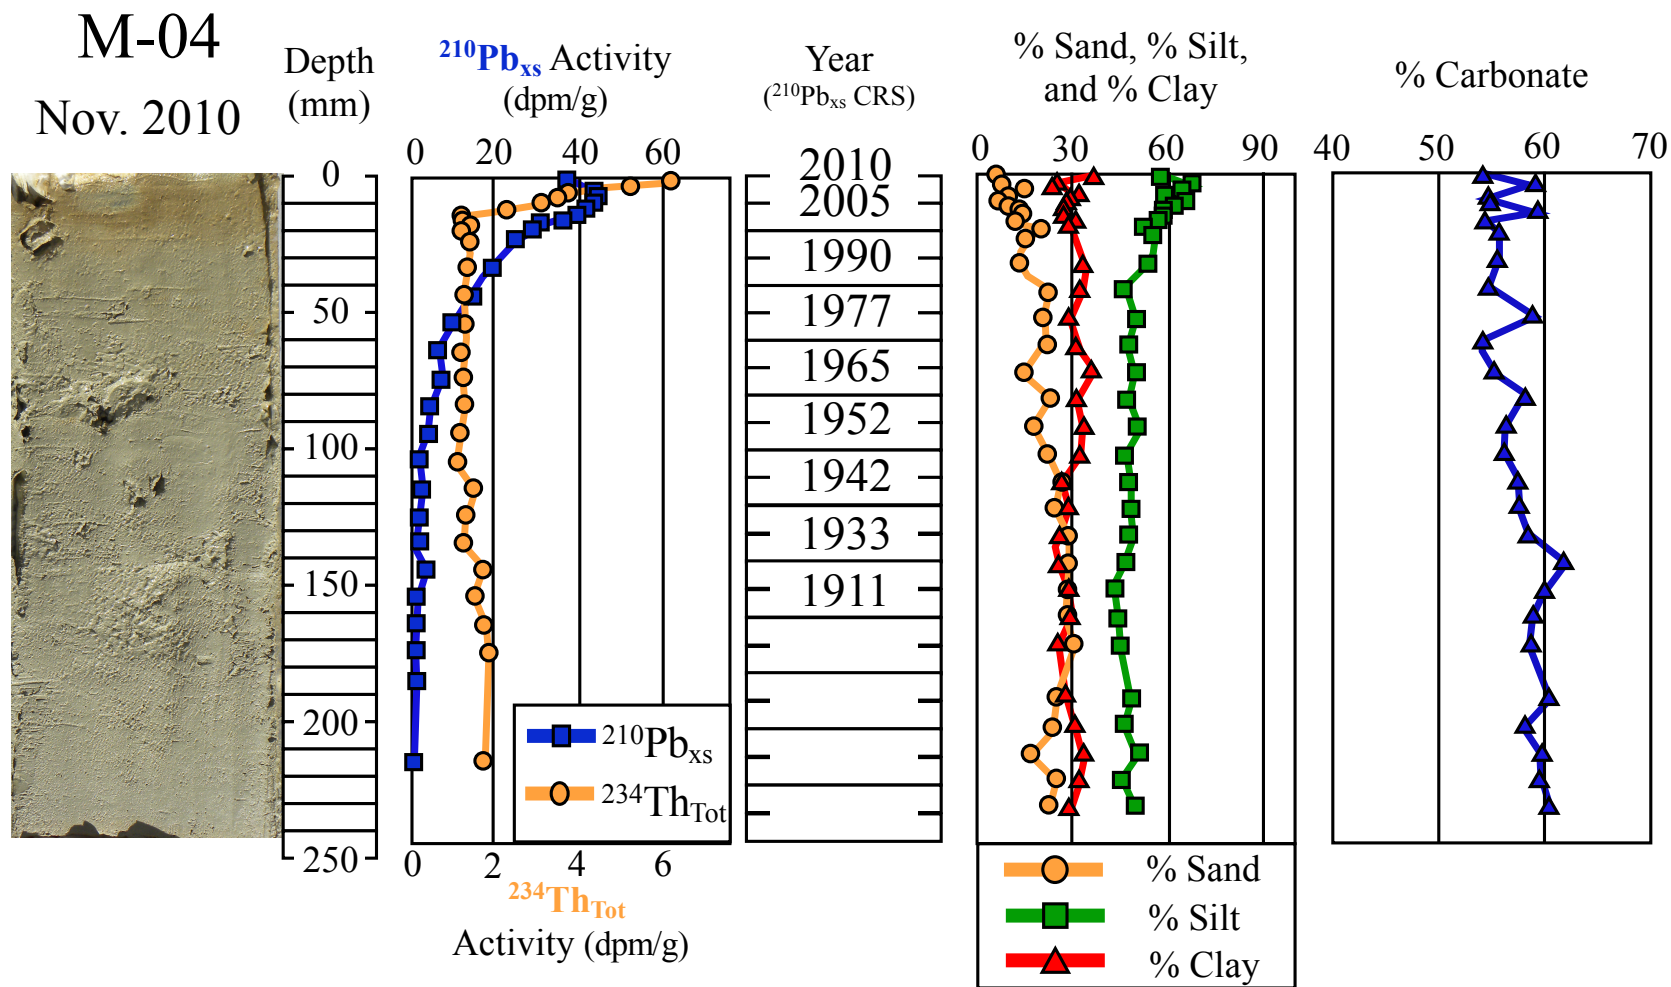 M-04
Nov. 2010
Depth
(mm)
²¹⁰Pbₓₛ Activity
(dpm/g)
Year
(²¹⁰Pbₓₛ CRS)
% Sand, % Silt,
and % Clay
% Carbonate
0 20 40 60
0 30 60 90
40 50 60 70
0
50
100
150
200
250
2010
2005
1990
1977
1965
1952
1942
1933
1911
²¹⁰Pbₓₛ
²³⁴Th_Tot
0 2 4 6
²³⁴Th_Tot
Activity (dpm/g)
% Sand
% Silt
% Clay